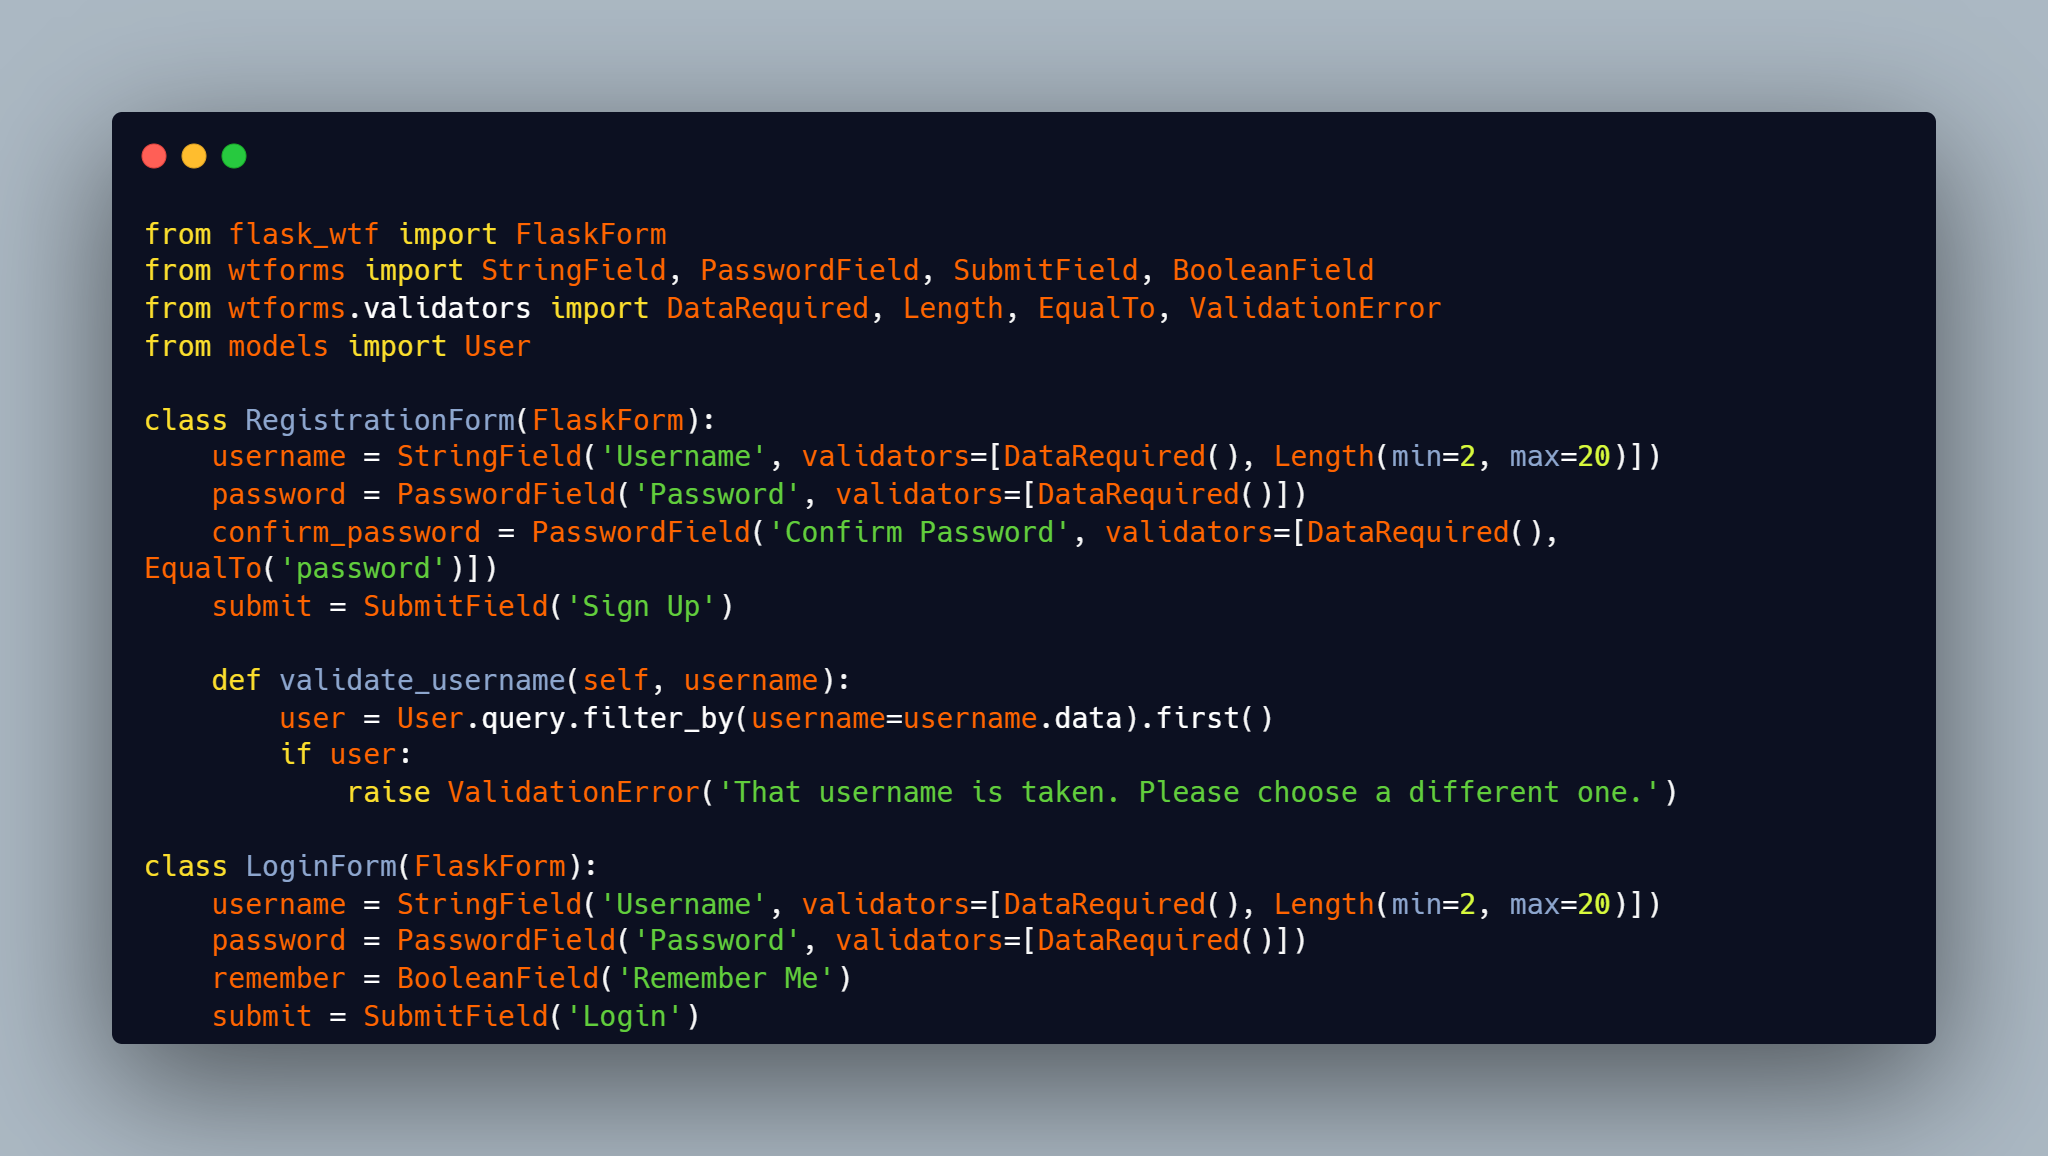 from flask_wtf import FlaskForm
from wtforms import StringField, PasswordField, SubmitField, BooleanField
from wtforms.validators import DataRequired, Length, EqualTo, ValidationError
from models import User

class RegistrationForm(FlaskForm):
    username = StringField('Username', validators=[DataRequired(), Length(min=2, max=20)])
    password = PasswordField('Password', validators=[DataRequired()])
    confirm_password = PasswordField('Confirm Password', validators=[DataRequired(),
EqualTo('password')])
    submit = SubmitField('Sign Up')

    def validate_username(self, username):
        user = User.query.filter_by(username=username.data).first()
        if user:
            raise ValidationError('That username is taken. Please choose a different one.')

class LoginForm(FlaskForm):
    username = StringField('Username', validators=[DataRequired(), Length(min=2, max=20)])
    password = PasswordField('Password', validators=[DataRequired()])
    remember = BooleanField('Remember Me')
    submit = SubmitField('Login')